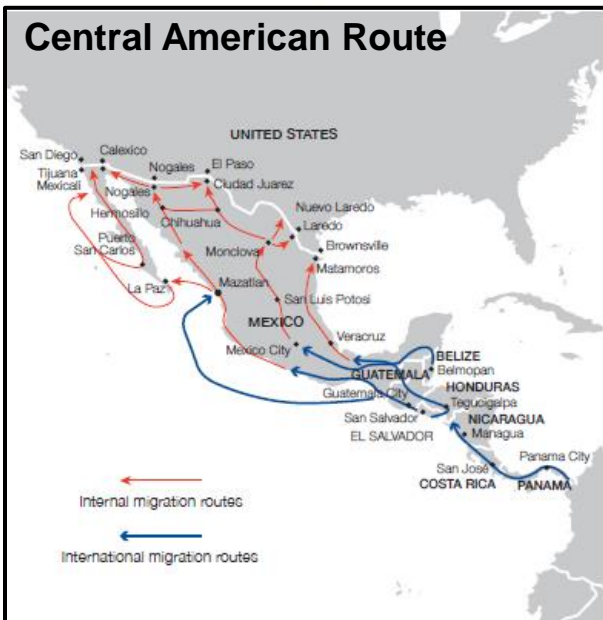 Central American Route
UNITED STATES
San Diego
Calexico
Tijuana
Mexicali
Nogales
El Paso
Nogales
Ciudad Juarez
Hermosillo
Chihuahua
Nuevo Laredo
Laredo
Puerto
San Carlos
Monclova
Brownsville
Matamoros
La Paz
Mazatlan
San Luis Potosi
MEXICO
Mexico City
Veracruz
BELIZE
Belmopan
GUATEMALA
HONDURAS
Guatemala City
Tegucigalpa
San Salvador
NICARAGUA
EL SALVADOR
Managua
San José
Panama City
COSTA RICA
PANAMÁ
Internal migration routes
International migration routes